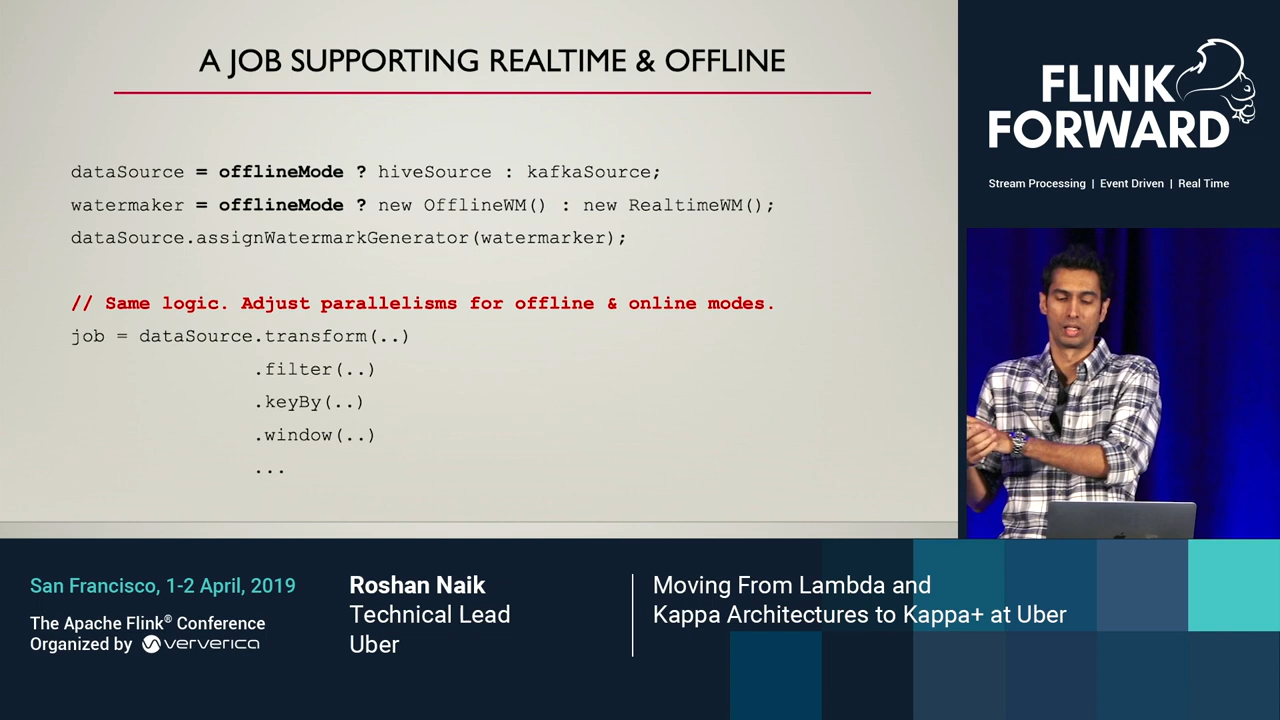 A JOB SUPPORTING REALTIME & OFFLINE
dataSource = offlineMode ? hiveSource : kafkaSource;
watermaker = offlineMode ? new OfflineWM() : new RealtimeWM();
dataSource.assignWatermarkGenerator(watermarker);
// Same logic. Adjust parallelisms for offline & online modes.
job = dataSource.transform(..)
.filter(..)
.keyBy(..)
.window(..)
...
FLINK
FORWARD
Stream Processing | Event Driven | Real Time
San Francisco, 1-2 April, 2019
The Apache Flink® Conference
Organized by ververica
Roshan Naik
Technical Lead
Uber
Moving From Lambda and
Kappa Architectures to Kappa+ at Uber